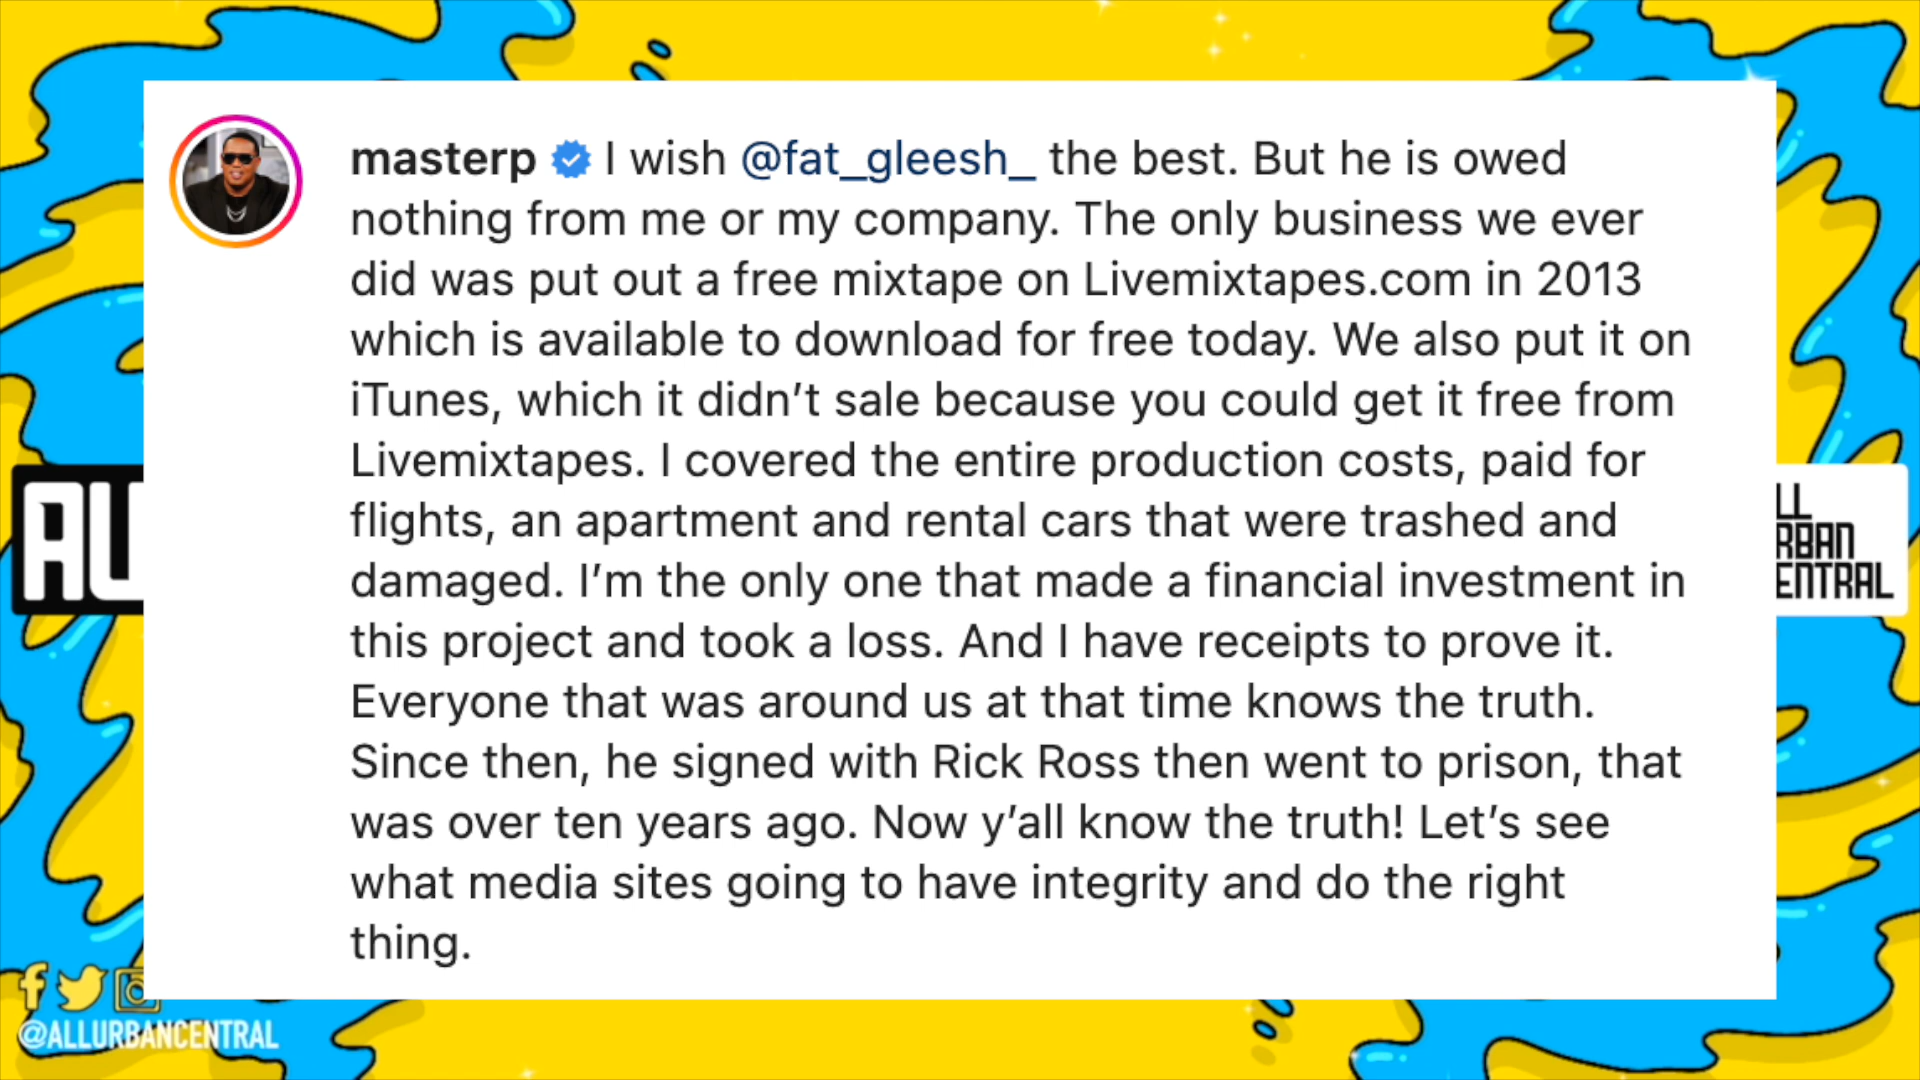 masterp I wish @fat_gleesh_ the best. But he is owed
nothing from me or my company. The only business we ever
did was put out a free mixtape on Livemixtapes.com in 2013
which is available to download for free today. We also put it on
iTunes, which it didn’t sale because you could get it free from
Livemixtapes. I covered the entire production costs, paid for
flights, an apartment and rental cars that were trashed and
damaged. I’m the only one that made a financial investment in
this project and took a loss. And I have receipts to prove it.
Everyone that was around us at that time knows the truth.
Since then, he signed with Rick Ross then went to prison, that
was over ten years ago. Now y’all know the truth! Let’s see
what media sites going to have integrity and do the right
thing.
AU
LL
RBAN
ENTRAL
@ALLURBANCENTRAL